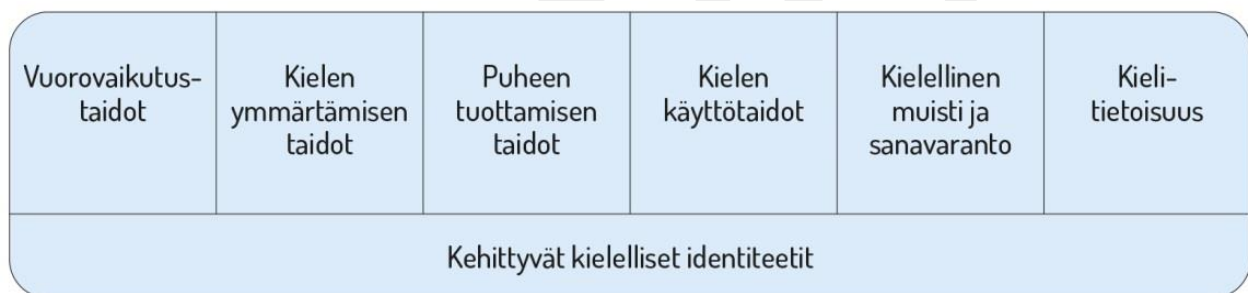 Vuorovaikutus-
taidot
Kielen
ymmärtämisen
taidot
Puheen
tuottamisen
taidot
Kielen
käyttötaidot
Kielellinen
muisti ja
sanavaranto
Kieli-
tietoisuus
Kehittyvät kielelliset identiteetit